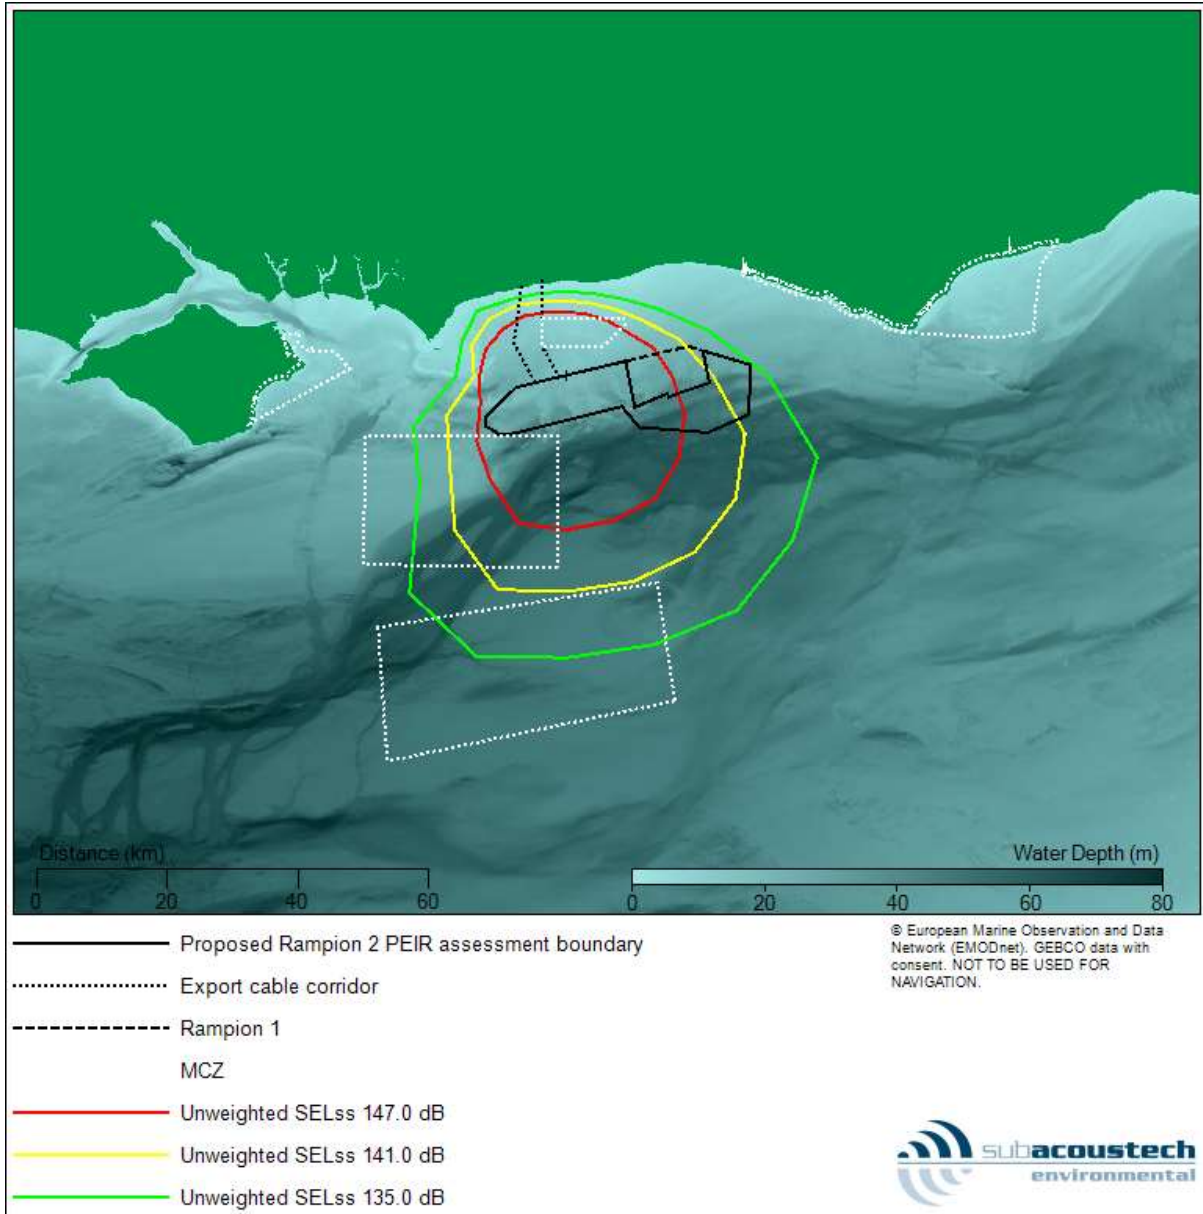 Distance (km)
0 20 40 60
Water Depth (m)
0 20 40 60 80
Proposed Rampion 2 PEIR assessment boundary
Export cable corridor
Rampion 1
MCZ
Unweighted SELss 147.0 dB
Unweighted SELss 141.0 dB
Unweighted SELss 135.0 dB
© European Marine Observation and Data
Network (EMODnet). GEBCO data with
consent. NOT TO BE USED FOR
NAVIGATION.
subacoustech
environmental